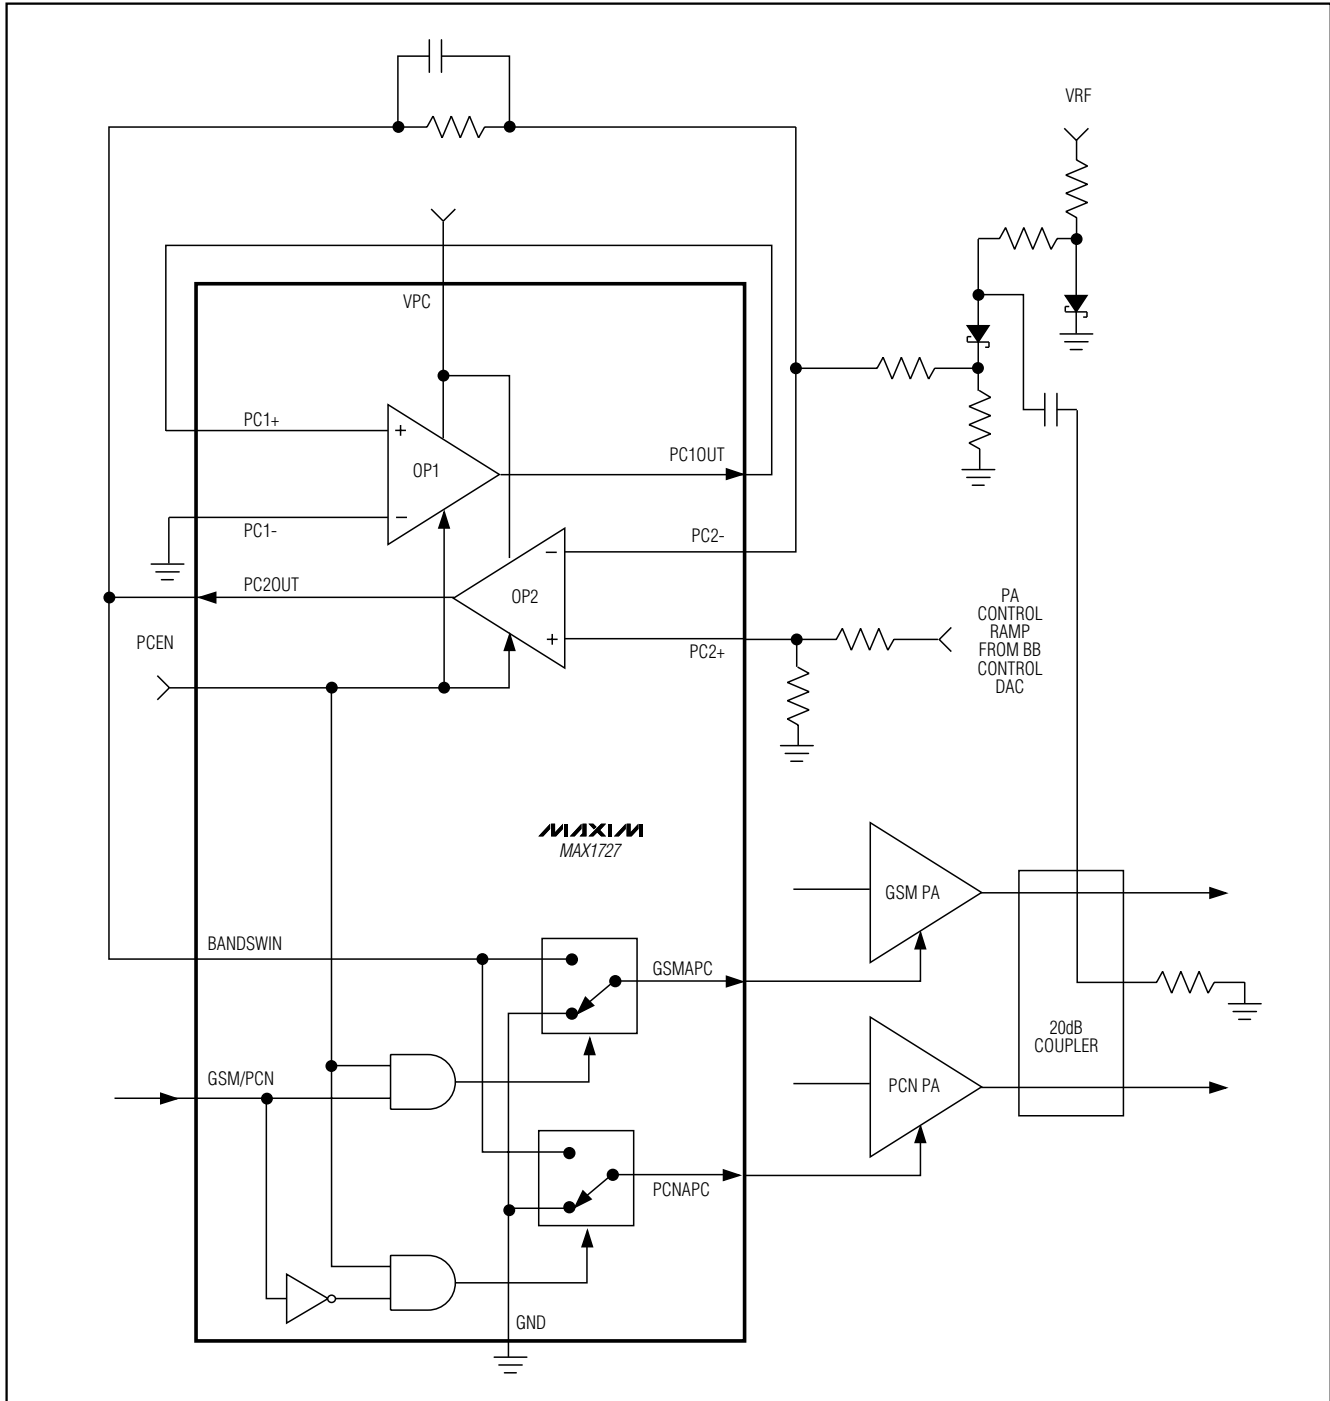 VRF
VPC
PC1+
+
OP1
PC1OUT
−
PC1-
PC2-
−
PC2OUT
OP2
PCEN
+
PC2+
PA
CONTROL
RAMP
FROM BB
CONTROL
DAC
MAXIM
MAX1727
GSM PA
BANDSWIN
GSMAPC
20dB
COUPLER
GSM/PCN
PCN PA
PCNAPC
GND